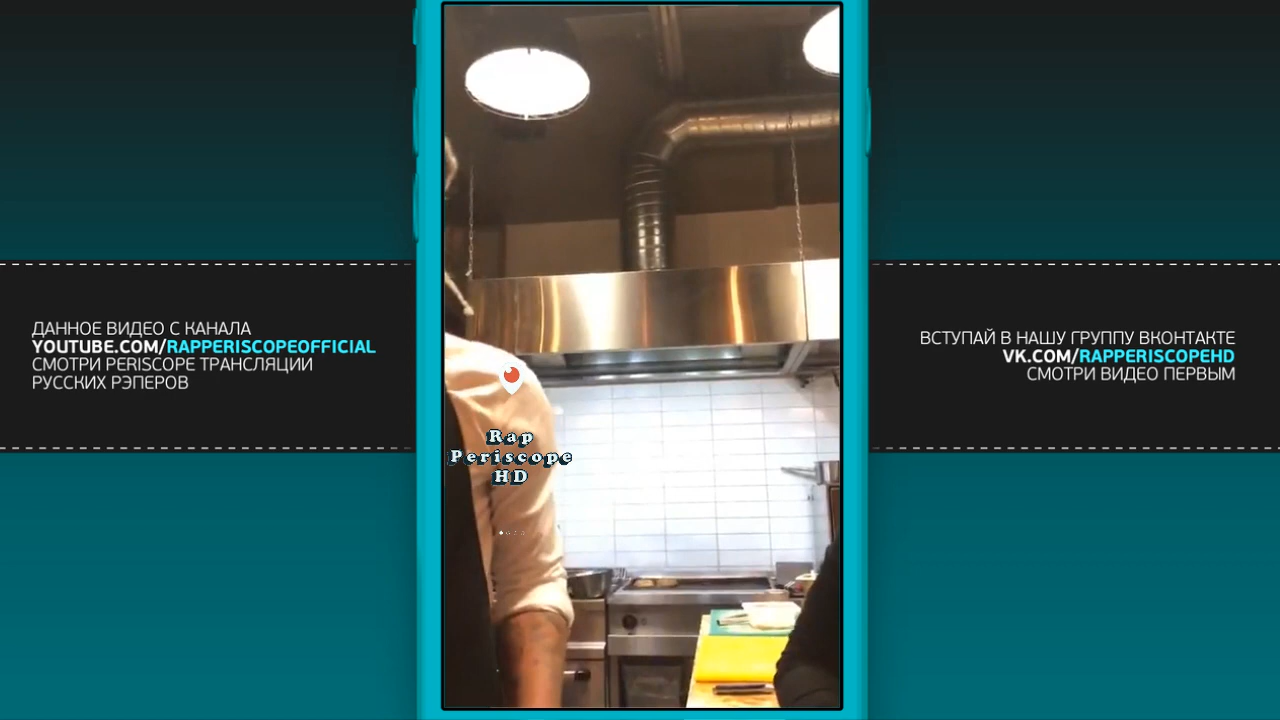 ДАННОЕ ВИДЕО С КАНАЛА
YOUTUBE.COM/RAPPERISCOPEOFFICIAL
СМОТРИ PERISCOPE ТРАНСЛЯЦИИ
РУССКИХ РЭПЕРОВ
Rap
Periscope
HD
ВСТУПАЙ В НАШУ ГРУППУ ВКОНТАКТЕ
VK.COM/RAPPERISCOPEHD
СМОТРИ ВИДЕО ПЕРВЫМ